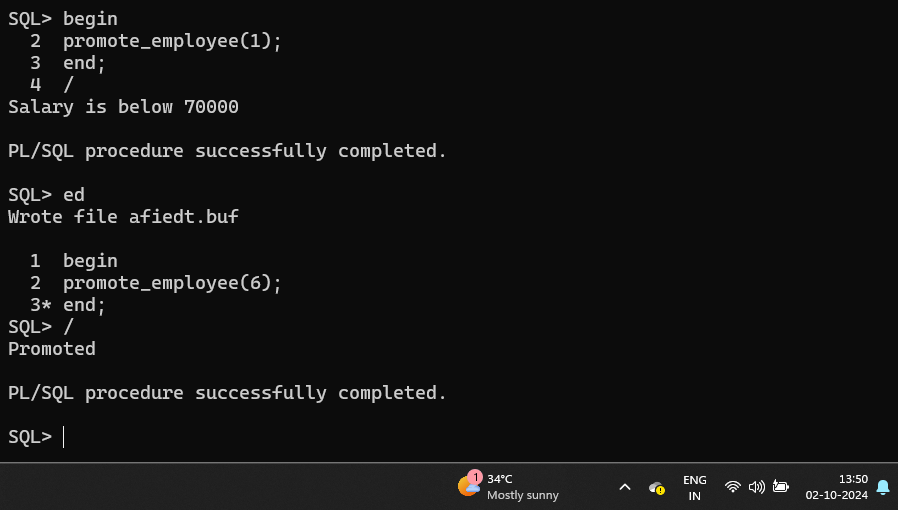 SQL> begin
  2  promote_employee(1);
  3  end;
  4  /
Salary is below 70000
PL/SQL procedure successfully completed.
SQL> ed
Wrote file afiedt.buf
  1  begin
  2  promote_employee(6);
  3* end;
SQL> /
Promoted
PL/SQL procedure successfully completed.
SQL>
1
34°C
Mostly sunny
ENG
IN
13:50
02-10-2024